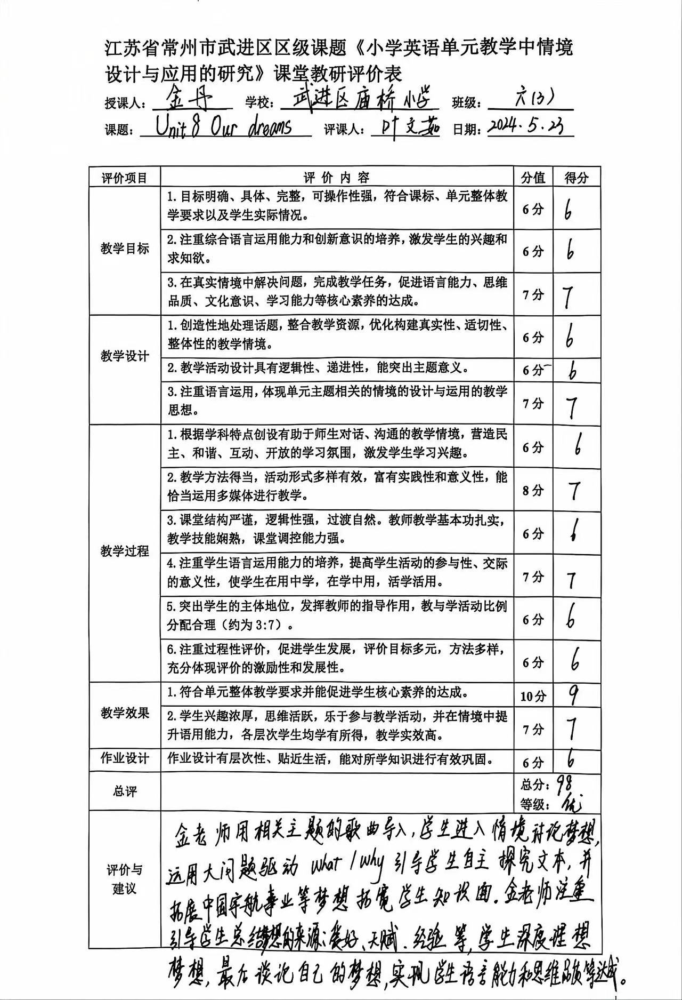 江苏省常州市武进区区级课题《小学英语单元教学中情境
设计与应用的研究》课堂教研评价表
授课人：金丹 学校：武进区庙桥小学 班级：六(3)
课题：Unit 8 Our dreams 评课人：叶文茹 日期：2024.5.23
评价项目 评价内容 分值 得分
教学目标
1.目标明确、具体、完整，可操作性强，符合课标、单元整体教
学要求以及学生实际情况。
6分 6
2.注重综合语言运用能力和创新意识的培养，激发学生的兴趣和
求知欲。
6分 6
3.在真实情境中解决问题，完成教学任务，促进语言能力、思维
品质、文化意识、学习能力等核心素养的达成。
7分 7
教学设计
1.创造性地处理话题，整合教学资源，优化构建真实性、适切性、
整体性的教学情境。
6分 6
2.教学活动设计具有逻辑性、递进性，能突出主题意义。 6分 6
3.注重语言运用，体现单元主题相关的情境的设计与运用的教学
思想。
7分 7
教学过程
1.根据学科特点创设有助于师生对话、沟通的教学情境，营造民
主、和谐、互动、开放的学习氛围，激发学生学习兴趣。
6分 6
2.教学方法得当，活动形式多样有效，富有实践性和意义性，能
恰当运用多媒体进行教学。
8分 7
3.课堂结构严谨，逻辑性强，过渡自然。教师教学基本功扎实，
教学技能娴熟，课堂调控能力强。
6分 6
4.注重学生语言运用能力的培养，提高学生活动的参与性、交际
的意义性，使学生在用中学，在学中用，活学活用。
7分 7
5.突出学生的主体地位，发挥教师的指导作用，教与学活动比例
分配合理（约为3:7）。
6分 6
6.注重过程性评价，促进学生发展，评价目标多元，方法多样，
充分体现评价的激励性和发展性。
6分 6
教学效果
1.符合单元整体教学要求并能促进学生核心素养的达成。 10分 9
2.学生兴趣浓厚，思维活跃，乐于参与教学活动，并在情境中提
升语用能力，各层次学生均学有所得，教学实效高。
7分 7
作业设计 作业设计有层次性、贴近生活，能对所学知识进行有效巩固。 6分 6
总评
总分：98
等级：优
评价与
建议
金老师用相关主题的歌曲导入，学生进入情境讨论梦想，
运用大问题驱动 what / why 引导学生自主探究文本，并
拓展中国宇航事业等梦想拓宽学生知识面。金老师注重
引导学生总结梦想的来源：爱好、天赋、经验等，学生深度理想
梦想，最后谈论自己的梦想，实现学生语言能力和思维品质等达成。